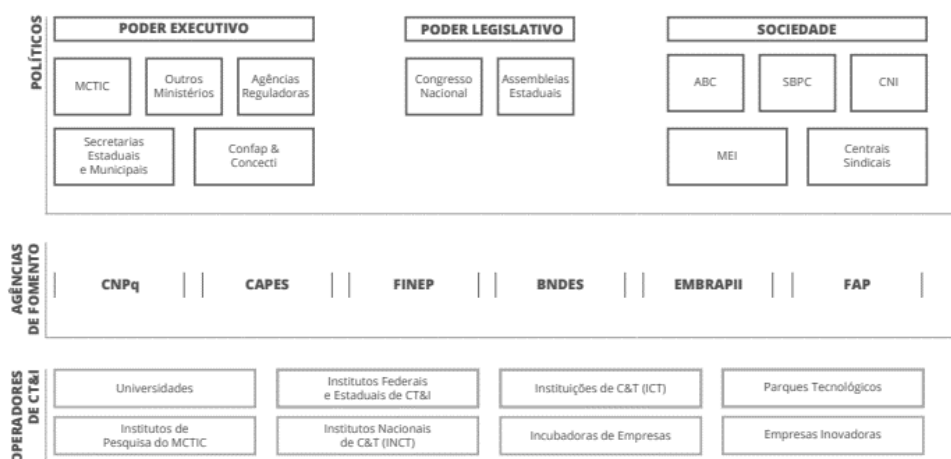 POLÍTICOS
PODER EXECUTIVO
PODER LEGISLATIVO
SOCIEDADE
MCTIC
Outros
Ministérios
Agências
Reguladoras
Congresso
Nacional
Assembleias
Estaduais
ABC
SBPC
CNI
Secretarias
Estaduais
e Municipais
Confap &
Concecti
MEI
Centrais
Sindicais
AGÊNCIAS
DE FOMENTO
CNPq
CAPES
FINEP
BNDES
EMBRAPII
FAP
OPERADORES
DE CT&I
Universidades
Institutos Federais
e Estaduais de CT&I
Instituições de C&T (ICT)
Parques Tecnológicos
Institutos de
Pesquisa do MCTIC
Institutos Nacionais
de C&T (INCT)
Incubadoras de Empresas
Empresas Inovadoras